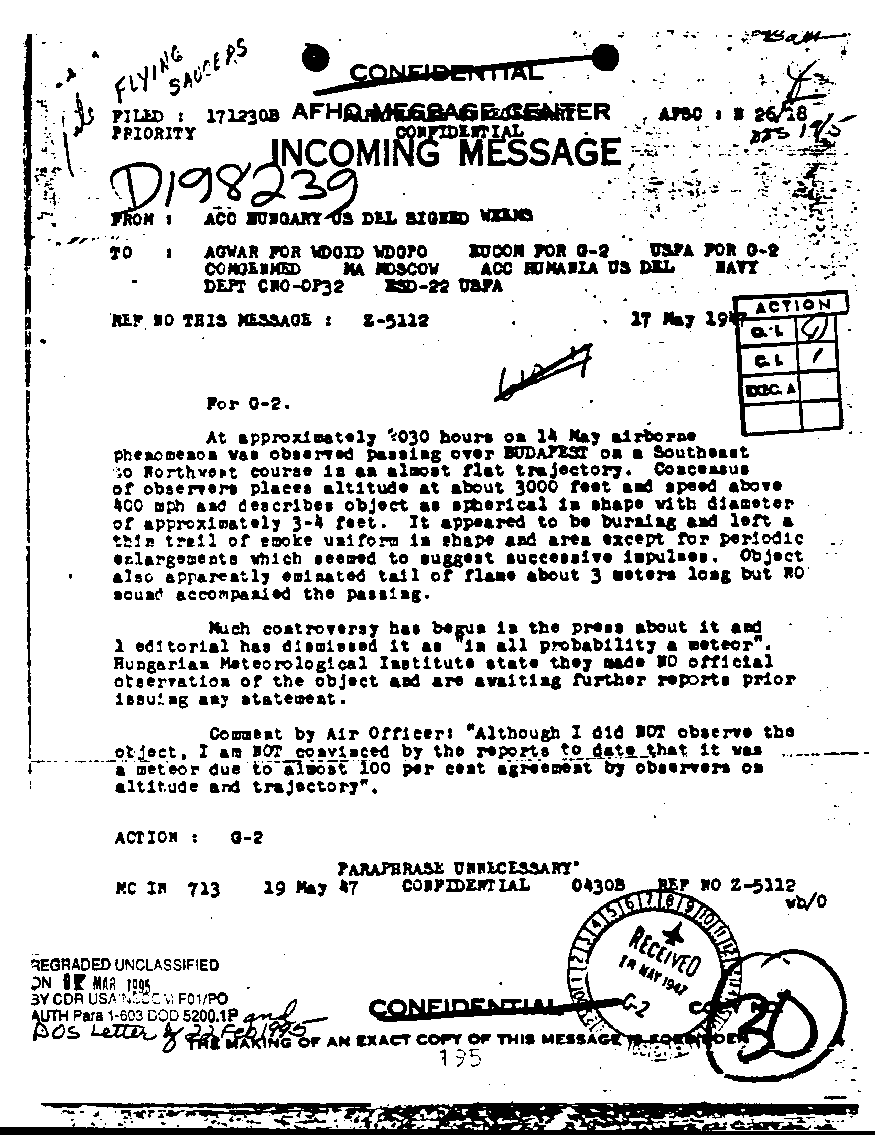 FLYING
SAUCERS
CONFIDENTIAL
FILED : 171230B AFHQ MESSAGE CENTER AFSC : E 26/18
PRIORITY CONFIDENTIAL
INCOMING MESSAGE
D198239
FROM : ACC HUNGARY US DEL SIGNED WEEMS
TO : AGWAR FOR WDGID WDGPO EUCOM FOR G-2 USFA FOR G-2
COMGENMED MA MOSCOW ACC RUMANIA US DEL NAVY
DEPT CNO-OP32 ESD-22 USFA
REF NO THIS MESSAGE : Z-5112 17 May 1947
ACTION
G.1
C.1 1
EXEC. A
For G-2.
At approximately 2030 hours on 14 May airborne
phenomenon was observed passing over BUDAPEST on a Southeast
to Northwest course in an almost flat trajectory. Concensus
of observers places altitude at about 3000 feet and speed above
400 mph and describes object as spherical in shape with diameter
of approximately 3-4 feet. It appeared to be burning and left a
thin trail of smoke uniform in shape and area except for periodic
enlargements which seemed to suggest successive impulses. Object
also apparently eminated tail of flame about 3 meters long but NO
sound accompanied the passing.
Much controversy has begun in the press about it and
1 editorial has dismissed it as "in all probability a meteor".
Hungarian Meteorological Institute state they made NO official
observation of the object and are awaiting further reports prior
issuing any statement.
Comment by Air Officer: "Although I did NOT observe the
object, I am NOT convinced by the reports to date that it was
a meteor due to almost 100 per cent agreement by observers on
altitude and trajectory".
ACTION : G-2
PARAPHRASE UNNECESSARY"
MC IN 713 19 May 47 CONFIDENTIAL 0430B REF NO Z-5112
wb/O
RECEIVED
MAY 1947
G-2
REGRADED UNCLASSIFIED
ON MAR 1995
BY CDR USAINSCOM F01/PO
AUTH Para 1-603 DOD 5200.1R and
DOS Letter of 22 Feb 1995
CONFIDENTIAL
30
THE MAKING OF AN EXACT COPY OF THIS MESSAGE IS FORBIDDEN
195